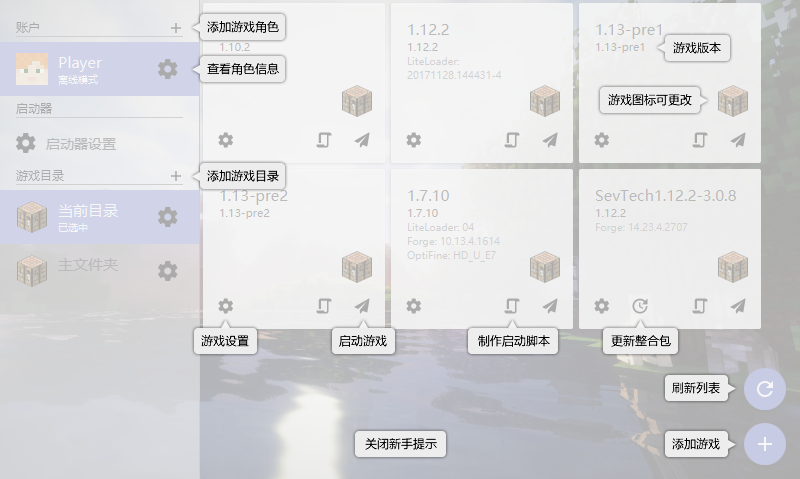 账户
添加游戏角色
Player
离线模式
查看角色信息
启动器
启动器设置
游戏目录
添加游戏目录
当前目录
已选中
主文件夹
1.10.2
1.12.2
1.12.2
LiteLoader:
20171128.144431-4
1.13-pre1
1.13-pre1
游戏版本
游戏图标可更改
1.13-pre2
1.13-pre2
1.7.10
1.7.10
LiteLoader: 04
Forge: 10.13.4.1614
OptiFine: HD_U_E7
SevTech1.12.2-3.0.8
1.12.2
Forge: 14.23.4.2707
游戏设置
启动游戏
制作启动脚本
更新整合包
刷新列表
关闭新手提示
添加游戏